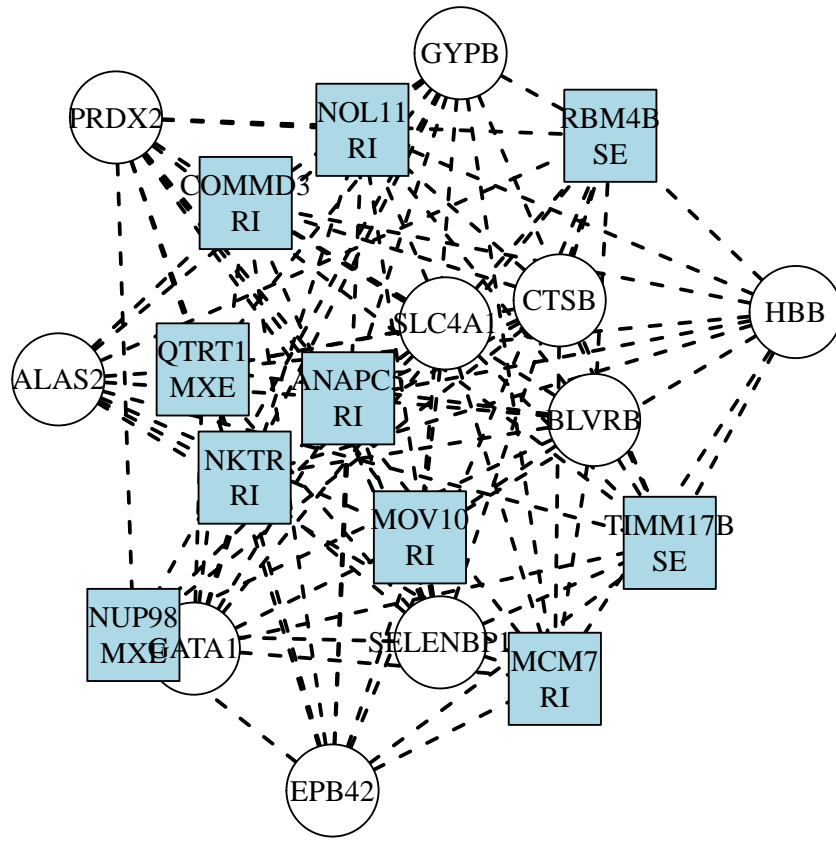 GYPB
PRDX2
NOL11
RI
RBM4B
SE
COMMD3
RI
CTSB
HBB
SLC4A1
QTRT1
MXE
ANAPC5
RI
ALAS2
BLVRB
NKTR
RI
MOV10
RI
TIMM17B
SE
NUP98
MXE
GATA1
SELENBP1
MCM7
RI
EPB42